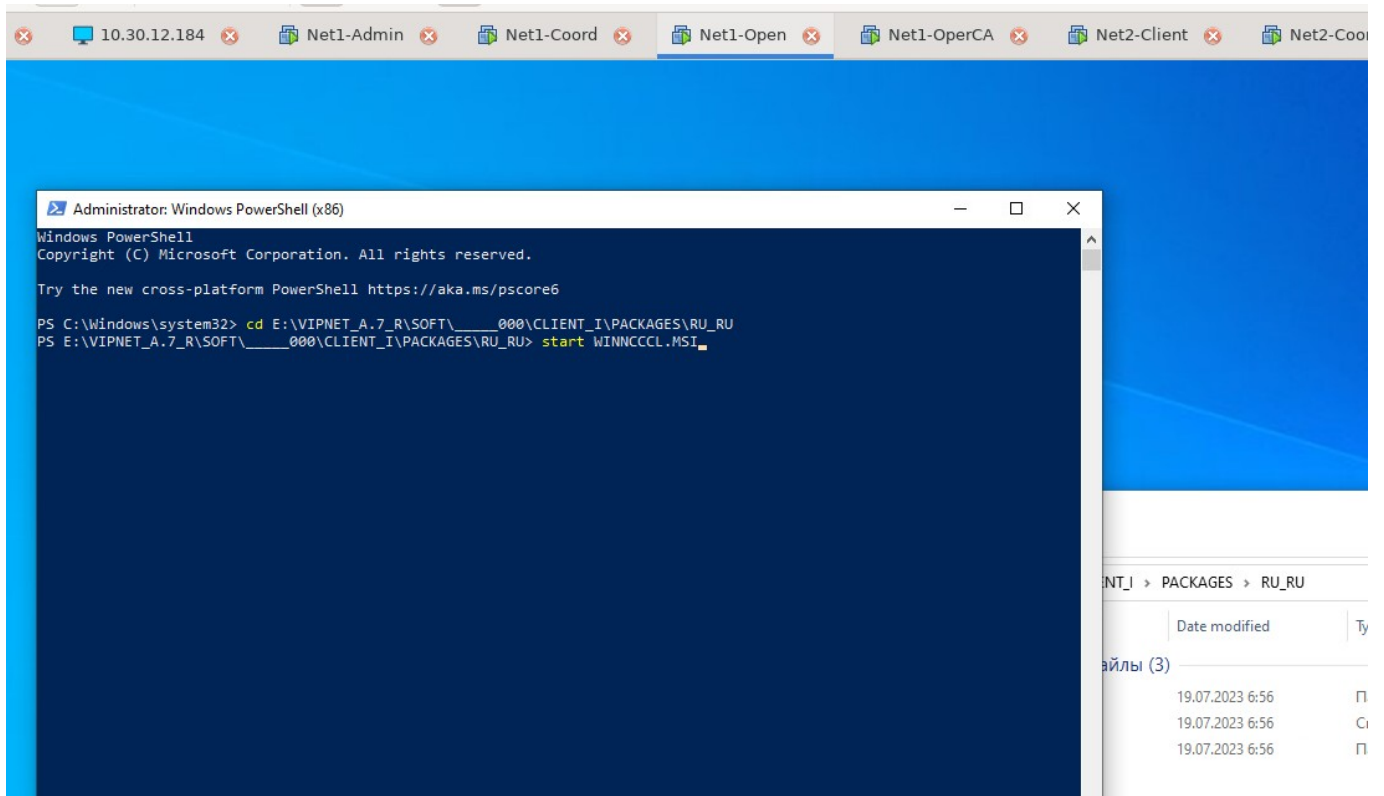 10.30.12.184 Net1-Admin Net1-Coord Net1-Open Net1-OperCA Net2-Client Net2-Coor
Administrator: Windows PowerShell (x86)
Windows PowerShell
Copyright (C) Microsoft Corporation. All rights reserved.
Try the new cross-platform PowerShell https://aka.ms/pscore6
PS C:\Windows\system32> cd E:\VIPNET_A.7_R\SOFT\_____000\CLIENT_I\PACKAGES\RU_RU
PS E:\VIPNET_A.7_R\SOFT\_____000\CLIENT_I\PACKAGES\RU_RU> start WINNCCCL.MSI
ENT_I > PACKAGES > RU_RU
Date modified Ty
айлы (3)
19.07.2023 6:56 П
19.07.2023 6:56 С
19.07.2023 6:56 П